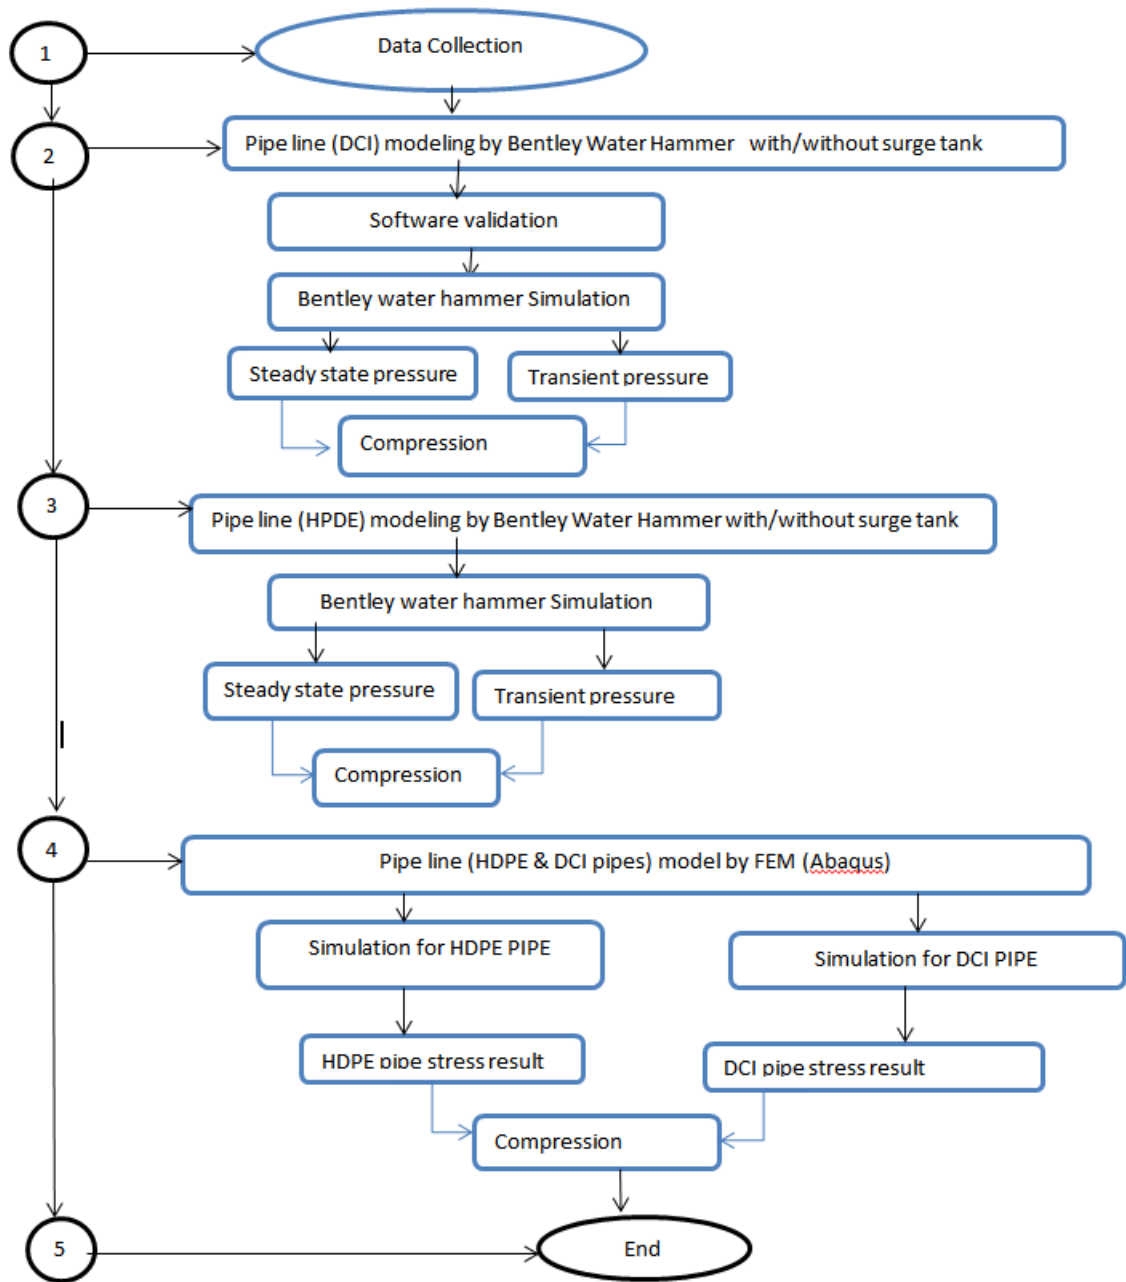 1
Data Collection
2
Pipe line (DCI) modeling by Bentley Water Hammer with/without surge tank
Software validation
Bentley water hammer Simulation
Steady state pressure
Transient pressure
Compression
3
Pipe line (HPDE) modeling by Bentley Water Hammer with/without surge tank
Bentley water hammer Simulation
Steady state pressure
Transient pressure
Compression
4
Pipe line (HDPE & DCI pipes) model by FEM (Abaqus)
Simulation for HDPE PIPE
Simulation for DCI PIPE
HDPE pipe stress result
DCI pipe stress result
Compression
5
End